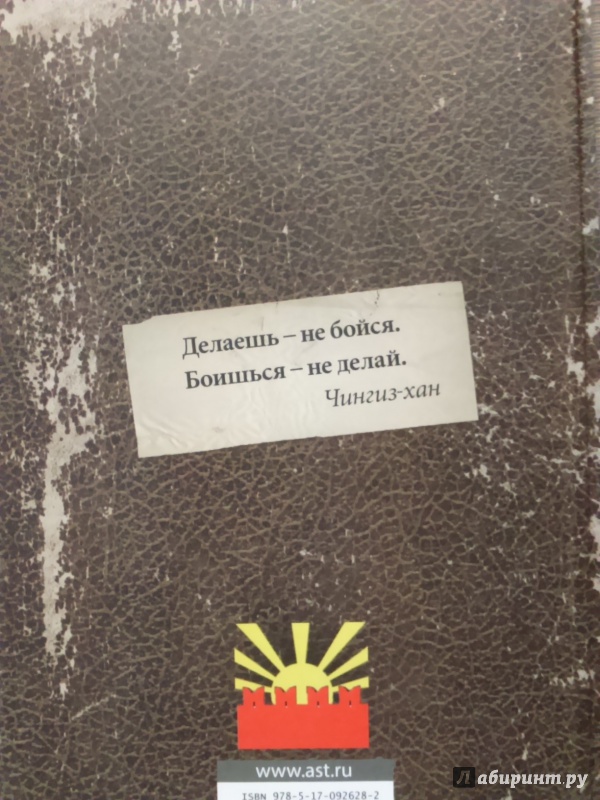 Делаешь – не бойся.
Боишься – не делай.
Чингиз-хан
www.ast.ru
ISBN 978-5-17-092628-2
Лабиринт.ру